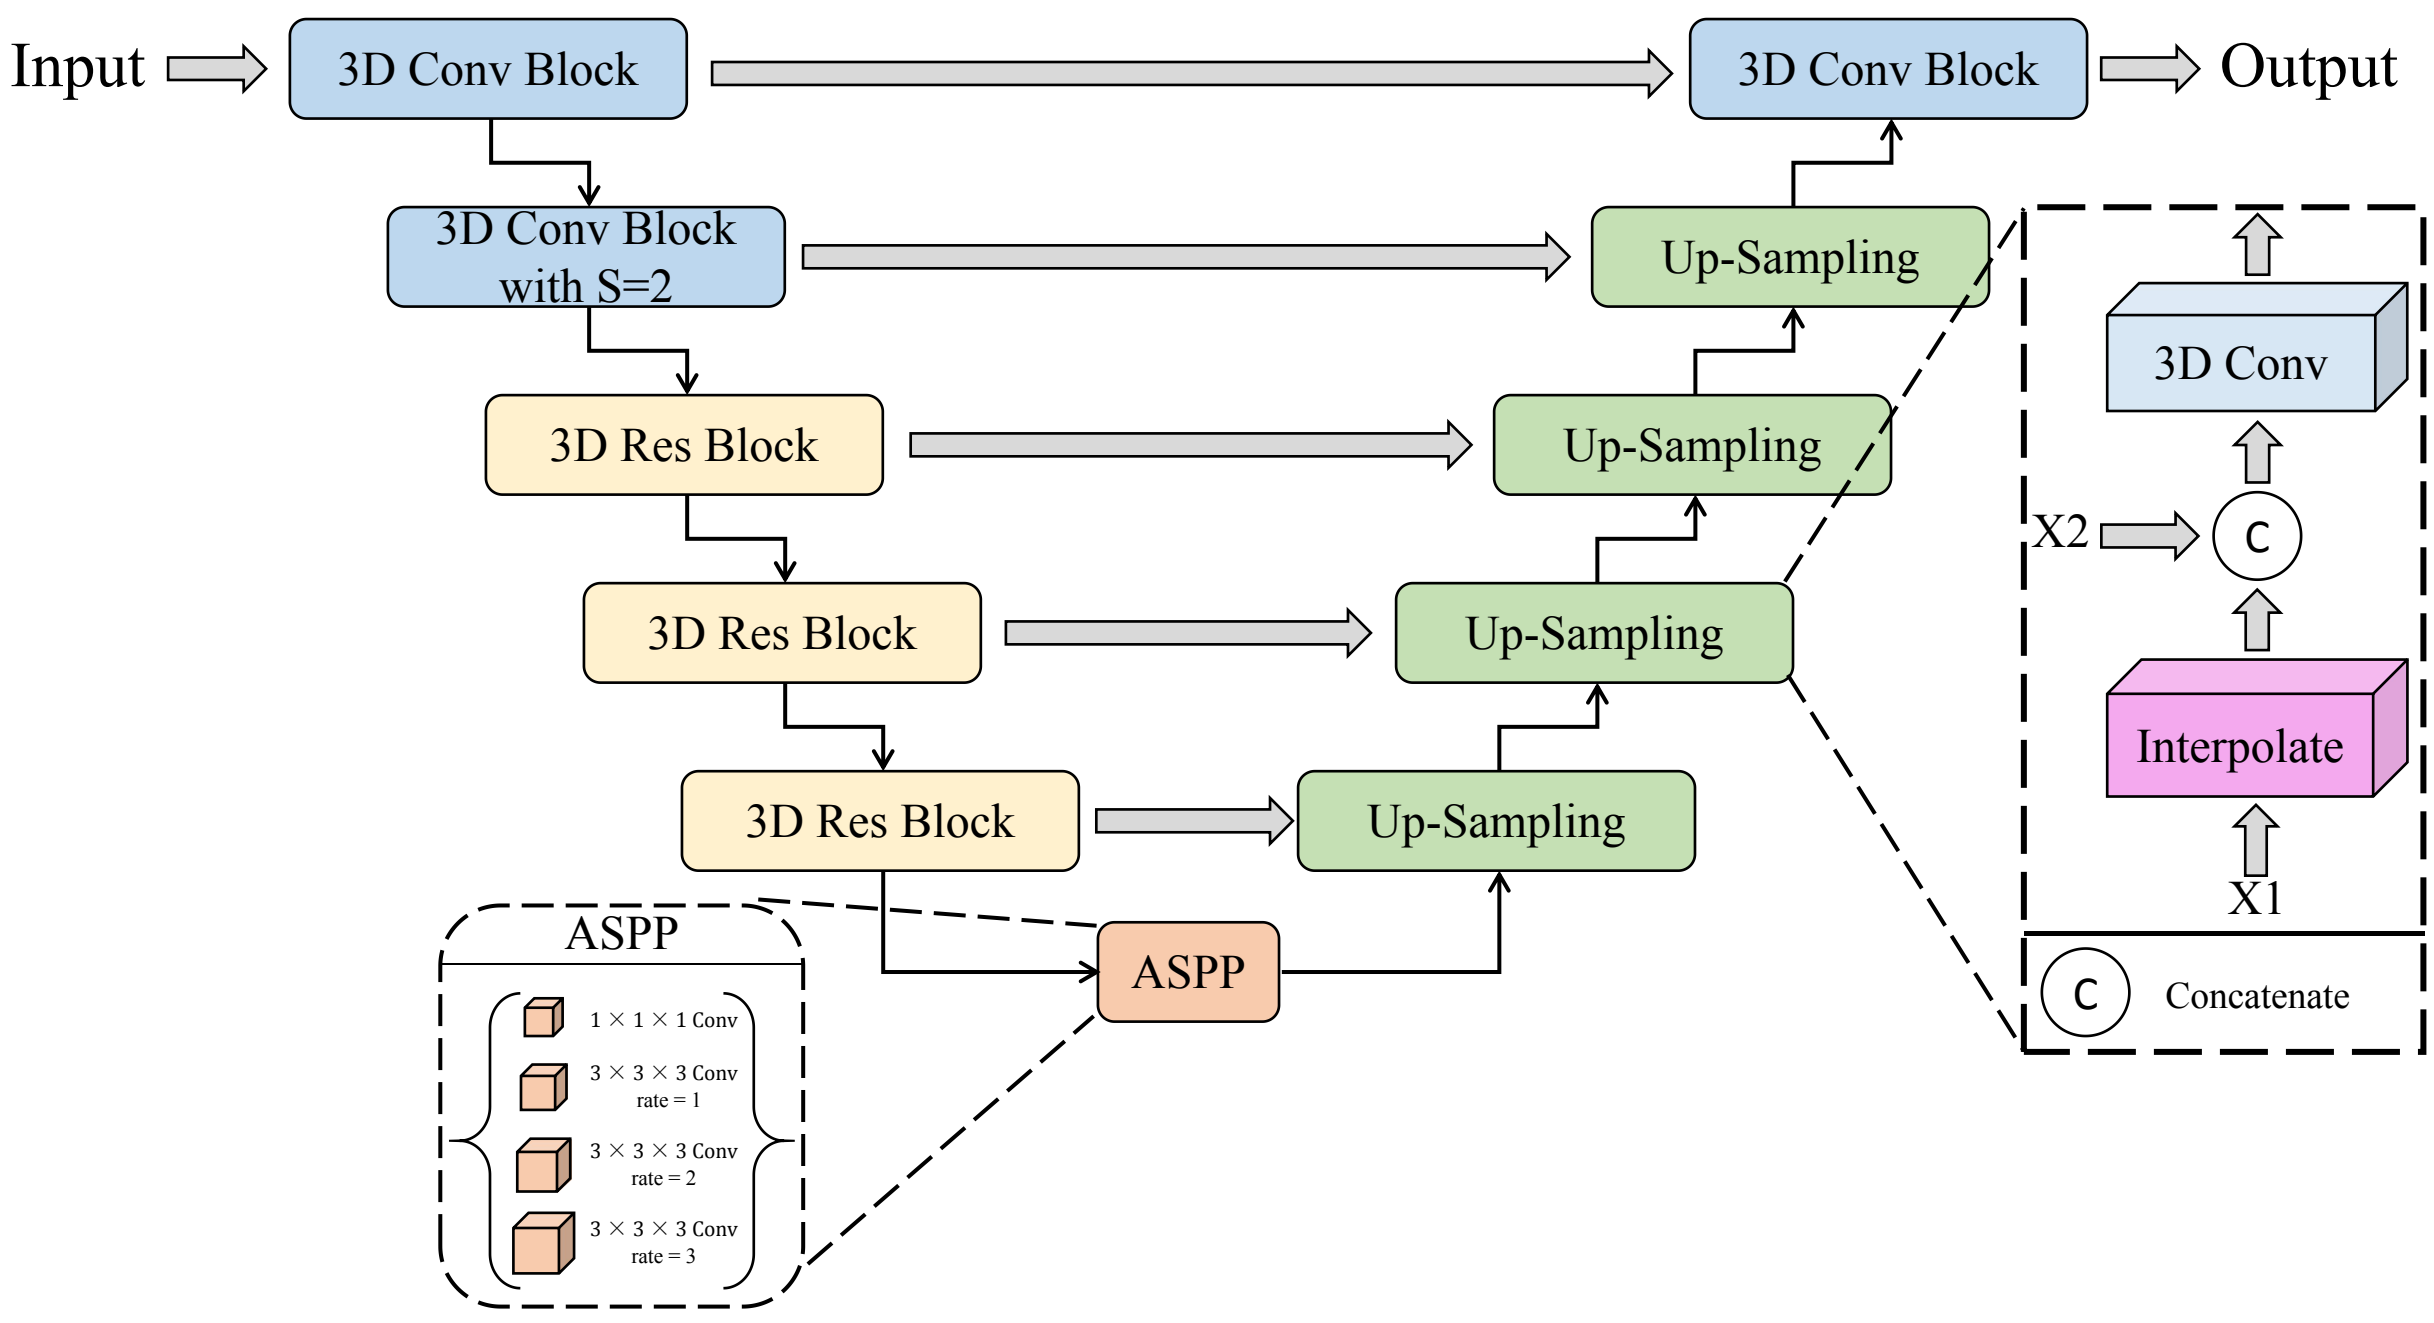 Input
3D Conv Block
3D Conv Block
Output
3D Conv Block
with S=2
Up-Sampling
3D Res Block
Up-Sampling
3D Res Block
Up-Sampling
3D Res Block
Up-Sampling
ASPP
3D Conv
X2
C
Interpolate
X1
C
Concatenate
ASPP
1 × 1 × 1 Conv
3 × 3 × 3 Conv
rate = 1
3 × 3 × 3 Conv
rate = 2
3 × 3 × 3 Conv
rate = 3